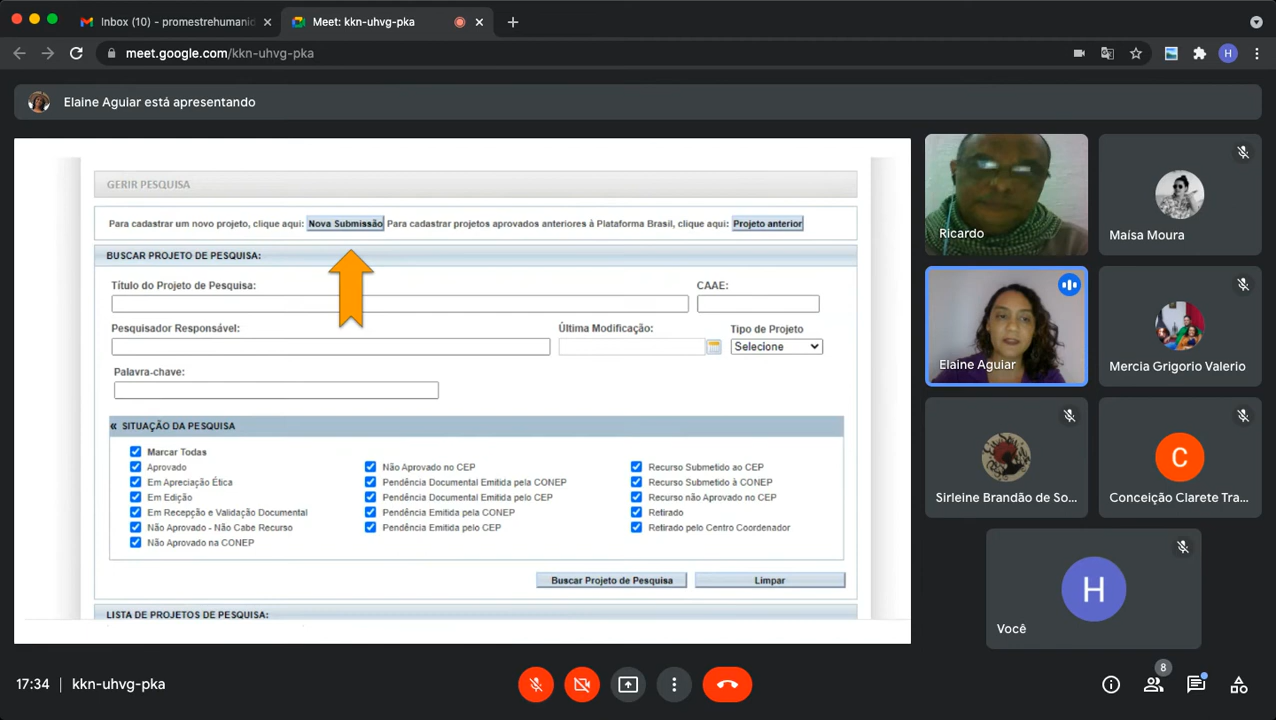 Inbox (10) - promestrehumanid
Meet: kkn-uhvg-pka
meet.google.com/kkn-uhvg-pka
H
Elaine Aguiar está apresentando
GERIR PESQUISA
Para cadastrar um novo projeto, clique aqui: Nova Submissão Para cadastrar projetos aprovados anteriores à Plataforma Brasil, clique aqui: Projeto anterior
BUSCAR PROJETO DE PESQUISA:
Título do Projeto de Pesquisa: CAAE:
Pesquisador Responsável: Última Modificação: Tipo de Projeto
Selecione
Palavra-chave:
« SITUAÇÃO DA PESQUISA
Marcar Todas
Aprovado Não Aprovado no CEP Recurso Submetido ao CEP
Em Apreciação Ética Pendência Documental Emitida pela CONEP Recurso Submetido à CONEP
Em Edição Pendência Documental Emitida pelo CEP Recurso não Aprovado no CEP
Em Recepção e Validação Documental Pendência Emitida pela CONEP Retirado
Não Aprovado - Não Cabe Recurso Pendência Emitida pelo CEP Retirado pelo Centro Coordenador
Não Aprovado na CONEP
Buscar Projeto de Pesquisa Limpar
LISTA DE PROJETOS DE PESQUISA:
Ricardo
Maísa Moura
Elaine Aguiar
Mercia Grigorio Valerio
Sirleine Brandão de So...
C
Conceição Clarete Tra...
H
Você
17:34 | kkn-uhvg-pka
8